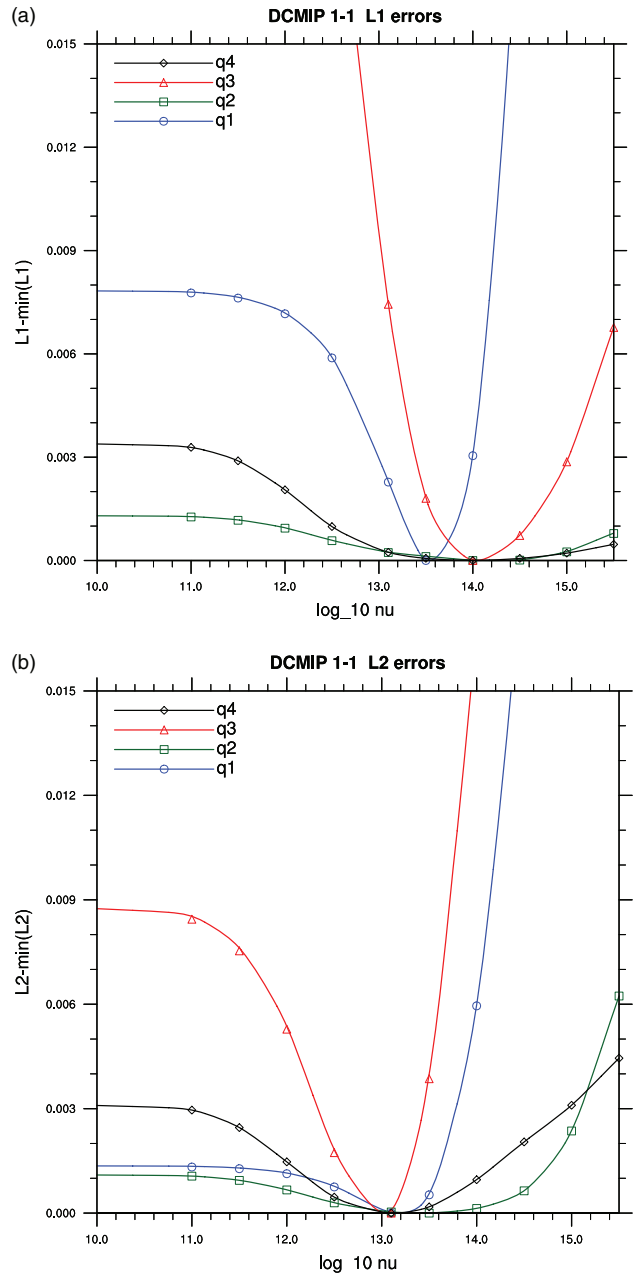 (a)
DCMIP 1-1 L1 errors
0.015
q4
q3
q2
q1
0.012
0.009
0.006
0.003
0.000
L1-min(L1)
10.0 11.0 12.0 13.0 14.0 15.0
log_10 nu
(b)
DCMIP 1-1 L2 errors
0.015
q4
q3
q2
q1
0.012
0.009
0.006
0.003
0.000
L2-min(L2)
10.0 11.0 12.0 13.0 14.0 15.0
log 10 nu